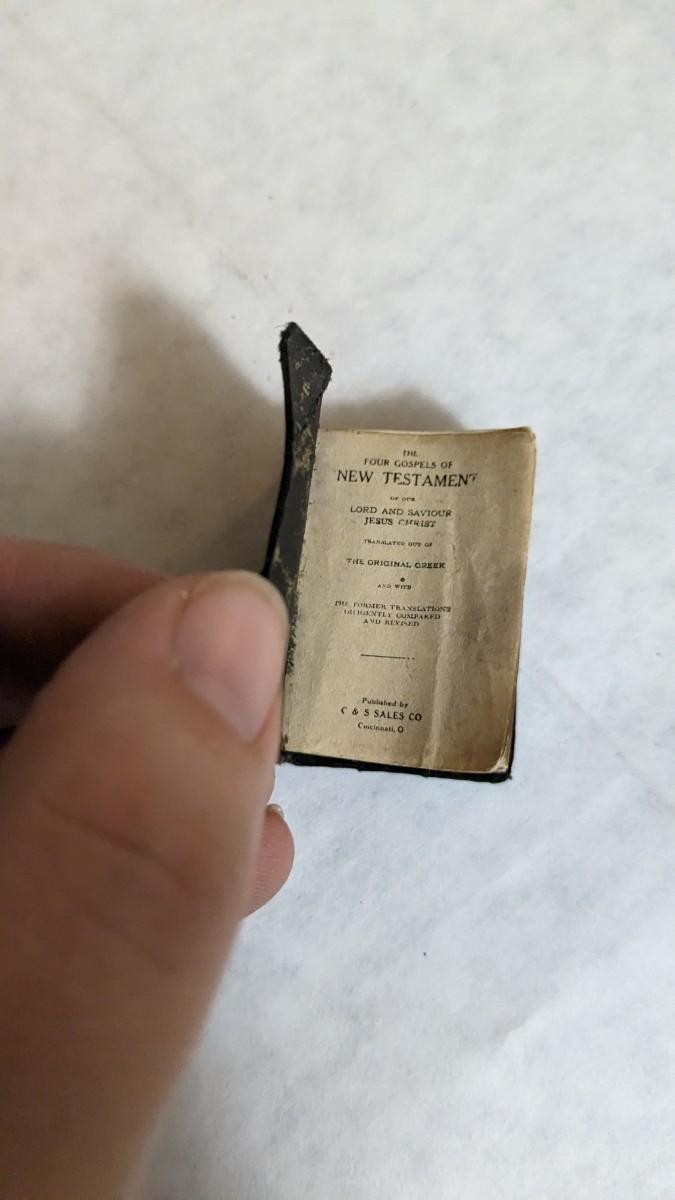 THE
FOUR GOSPELS OF
NEW TESTAMENT
OF OUR
LORD AND SAVIOUR
JESUS CHRIST
TRANSLATED OUT OF
THE ORIGINAL GREEK
AND WITH
THE FORMER TRANSLATIONS
DILIGENTLY COMPARED
AND REVISED
Published by
C & S SALES CO
Cincinnati, O